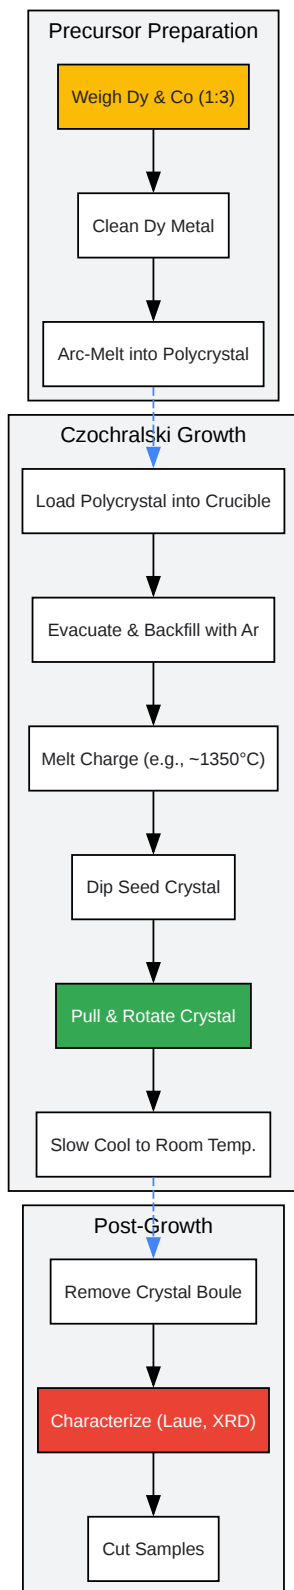 Precursor Preparation
Weigh Dy & Co (1:3)
Clean Dy Metal
Arc-Melt into Polycrystal
Czochralski Growth
Load Polycrystal into Crucible
Evacuate & Backfill with Ar
Melt Charge (e.g., ~1350°C)
Dip Seed Crystal
Pull & Rotate Crystal
Slow Cool to Room Temp.
Post-Growth
Remove Crystal Boule
Characterize (Laue, XRD)
Cut Samples